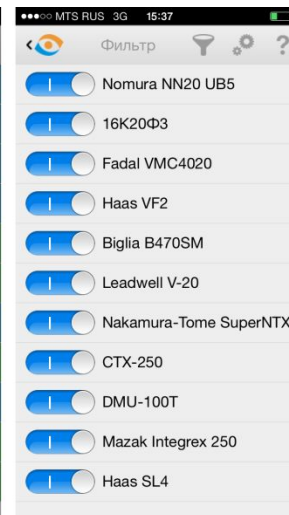 MTS RUS 3G 15:37
Фильтр ?
Nomura NN20 UB5
16К20Ф3
Fadal VMC4020
Haas VF2
Biglia B470SM
Leadwell V-20
Nakamura-Tome SuperNTX
CTX-250
DMU-100T
Mazak Integrex 250
Haas SL4